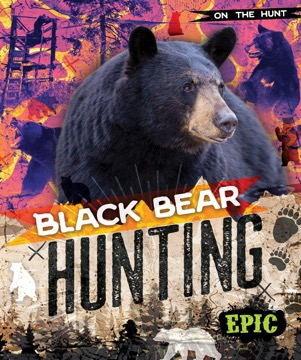 ON THE HUNT
BLACK BEAR
HUNTING
EPIC